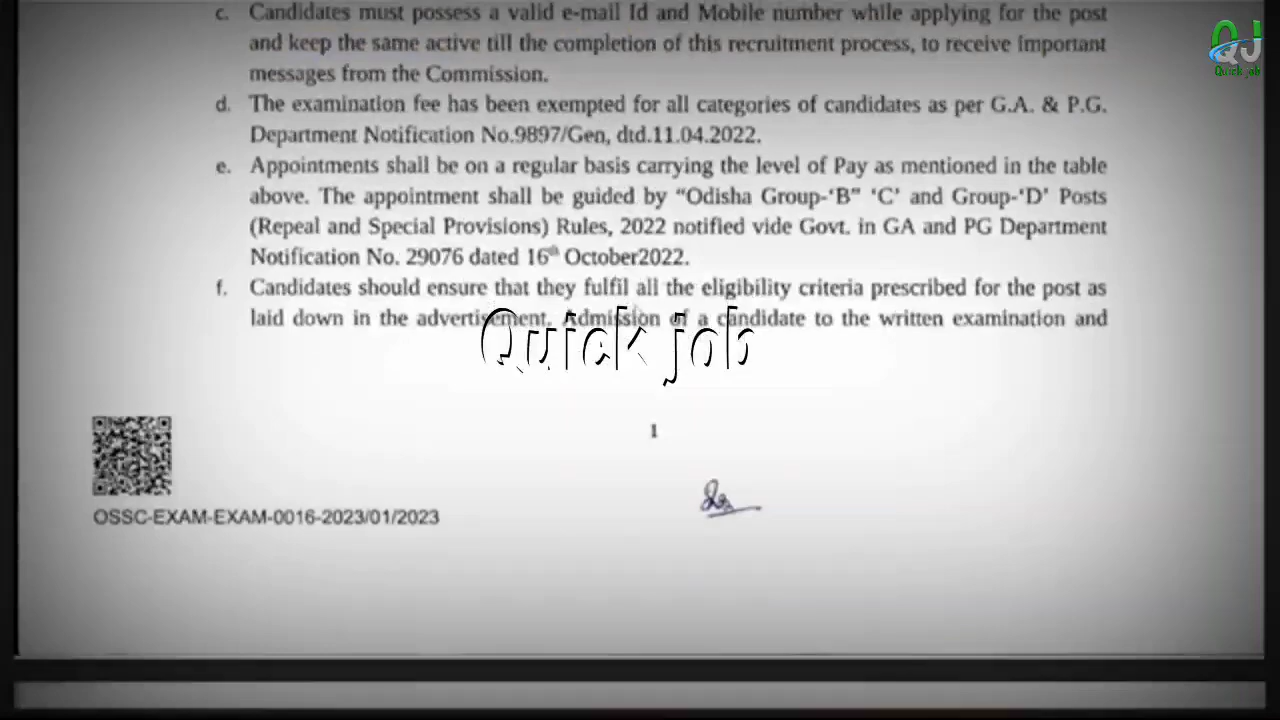 c. Candidates must possess a valid e-mail Id and Mobile number while applying for the post
and keep the same active till the completion of this recruitment process, to receive important
messages from the Commission.
d. The examination fee has been exempted for all categories of candidates as per G.A. & P.G.
Department Notification No.9897/Gen, dtd.11.04.2022.
e. Appointments shall be on a regular basis carrying the level of Pay as mentioned in the table
above. The appointment shall be guided by “Odisha Group-‘B” ‘C’ and Group-‘D’ Posts
(Repeal and Special Provisions) Rules, 2022 notified vide Govt. in GA and PG Department
Notification No. 29076 dated 16th October2022.
f. Candidates should ensure that they fulfil all the eligibility criteria prescribed for the post as
laid down in the advertisement. Admission of a candidate to the written examination and
Quick job
1
OSSC-EXAM-EXAM-0016-2023/01/2023
QJ
Quick job